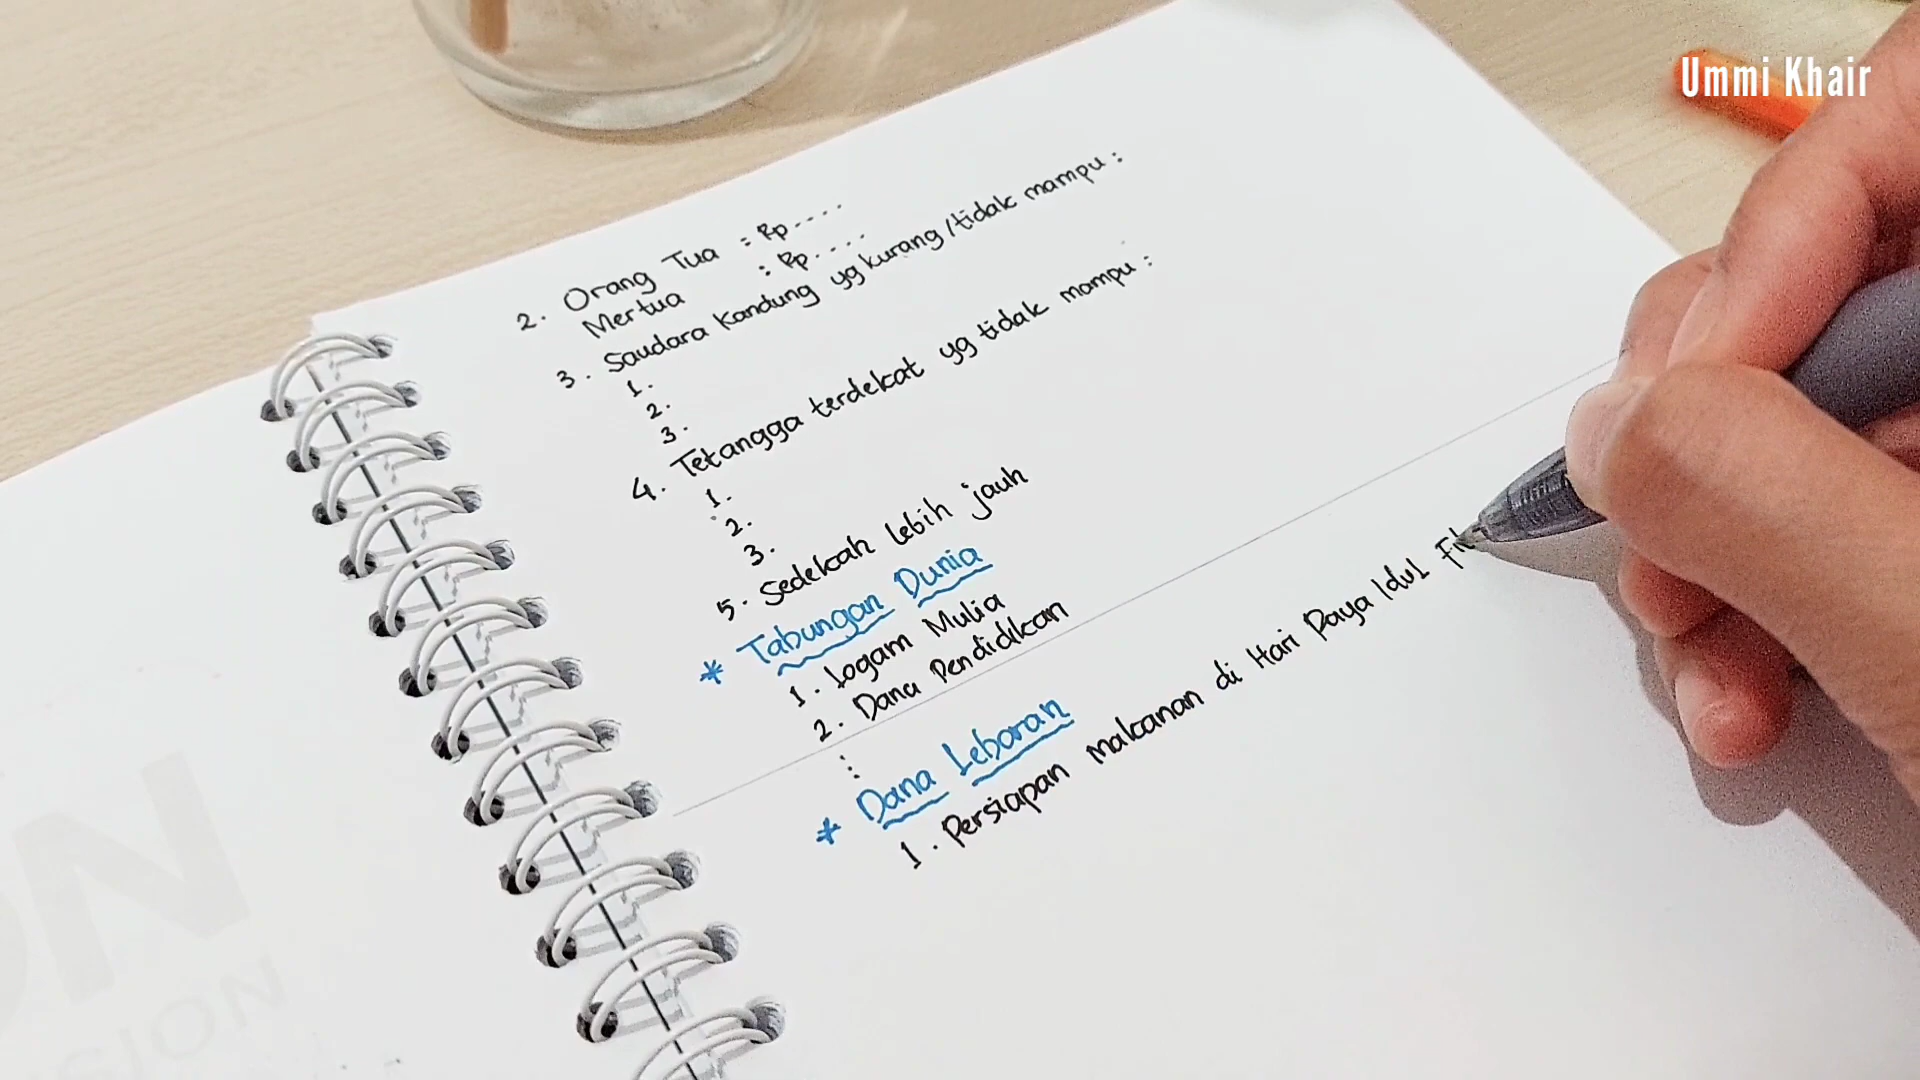 Ummi Khair
2. Orang Tua : Rp....
Mertua : Rp....
3. Saudara Kandung yg kurang/tidak mampu :
1.
2.
3.
4. Tetangga terdekat yg tidak mampu :
1.
2.
3.
5. Sedekah lebih jauh
* Tabungan Dunia
1. Logam Mulia
2. Dana Pendidikan
:
* Dana Lebaran
1. Persiapan makanan di Hari Raya Idul Fit